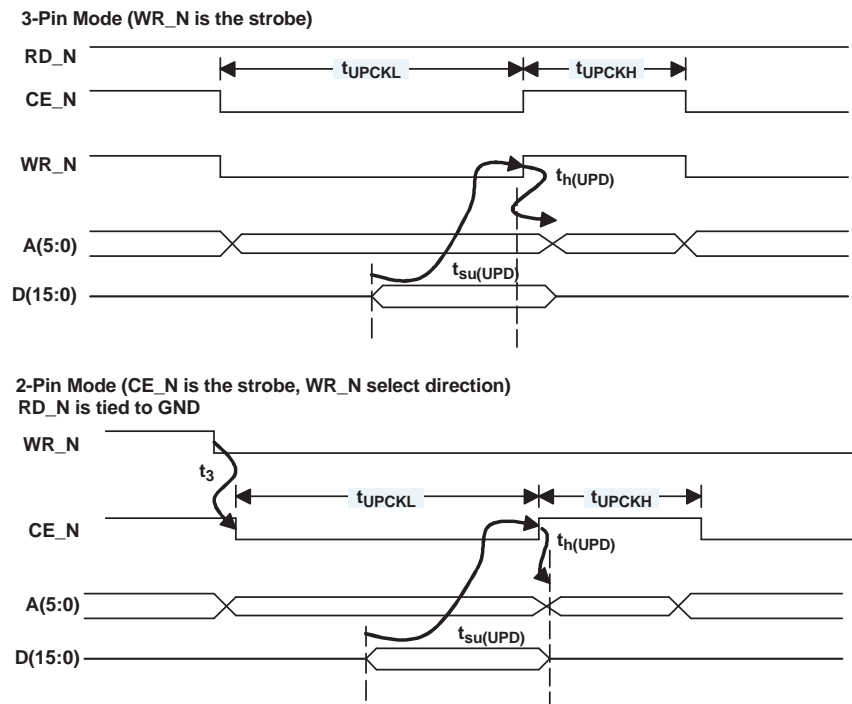 3-Pin Mode (WR_N is the strobe)
RD_N
tUPCKL
tUPCKH
CE_N
WR_N
th(UPD)
A(5:0)
tsu(UPD)
D(15:0)
2-Pin Mode (CE_N is the strobe, WR_N select direction)
RD_N is tied to GND
WR_N
t3
tUPCKL
tUPCKH
CE_N
th(UPD)
A(5:0)
tsu(UPD)
D(15:0)